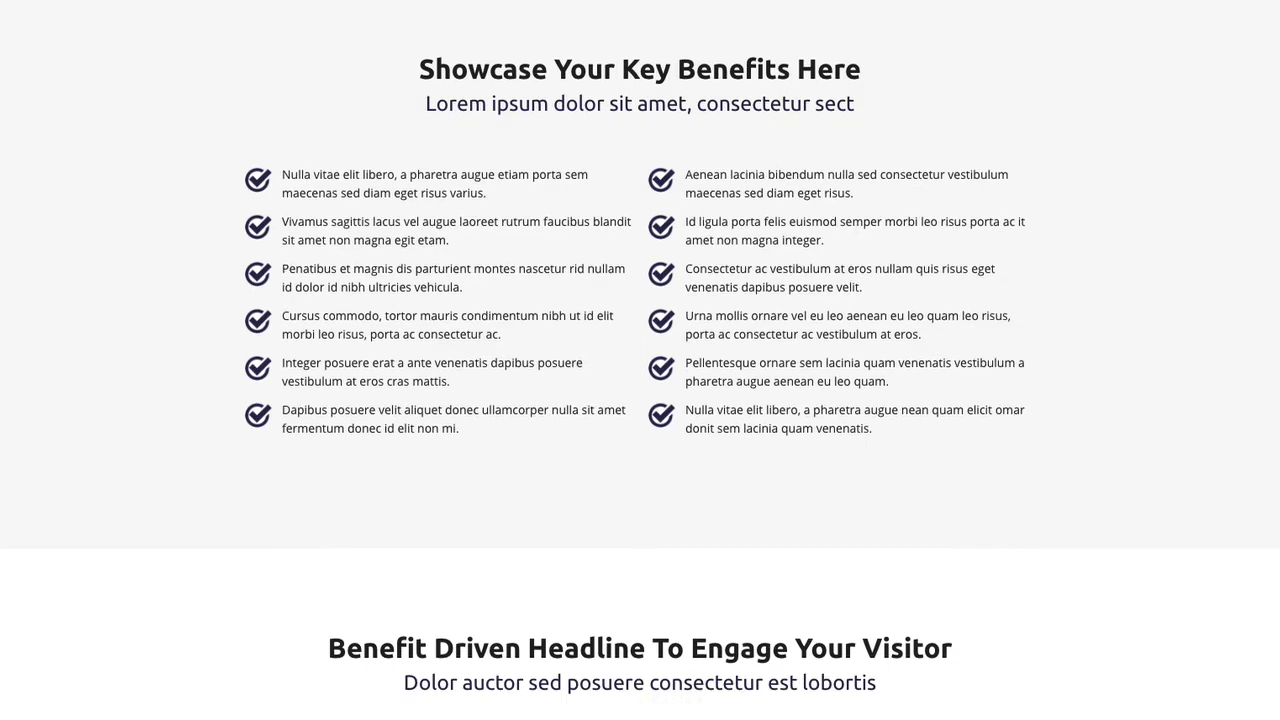 Showcase Your Key Benefits Here
Lorem ipsum dolor sit amet, consectetur sect
Nulla vitae elit libero, a pharetra augue etiam porta sem
maecenas sed diam eget risus varius.
Vivamus sagittis lacus vel augue laoreet rutrum faucibus blandit
sit amet non magna egit etam.
Penatibus et magnis dis parturient montes nascetur rid nullam
id dolor id nibh ultricies vehicula.
Cursus commodo, tortor mauris condimentum nibh ut id elit
morbi leo risus, porta ac consectetur ac.
Integer posuere erat a ante venenatis dapibus posuere
vestibulum at eros cras mattis.
Dapibus posuere velit aliquet donec ullamcorper nulla sit amet
fermentum donec id elit non mi.
Aenean lacinia bibendum nulla sed consectetur vestibulum
maecenas sed diam eget risus.
Id ligula porta felis euismod semper morbi leo risus porta ac it
amet non magna integer.
Consectetur ac vestibulum at eros nullam quis risus eget
venenatis dapibus posuere velit.
Urna mollis ornare vel eu leo aenean eu leo quam leo risus,
porta ac consectetur ac vestibulum at eros.
Pellentesque ornare sem lacinia quam venenatis vestibulum a
pharetra augue aenean eu leo quam.
Nulla vitae elit libero, a pharetra augue nean quam elicit omar
donit sem lacinia quam venenatis.
Benefit Driven Headline To Engage Your Visitor
Dolor auctor sed posuere consectetur est lobortis